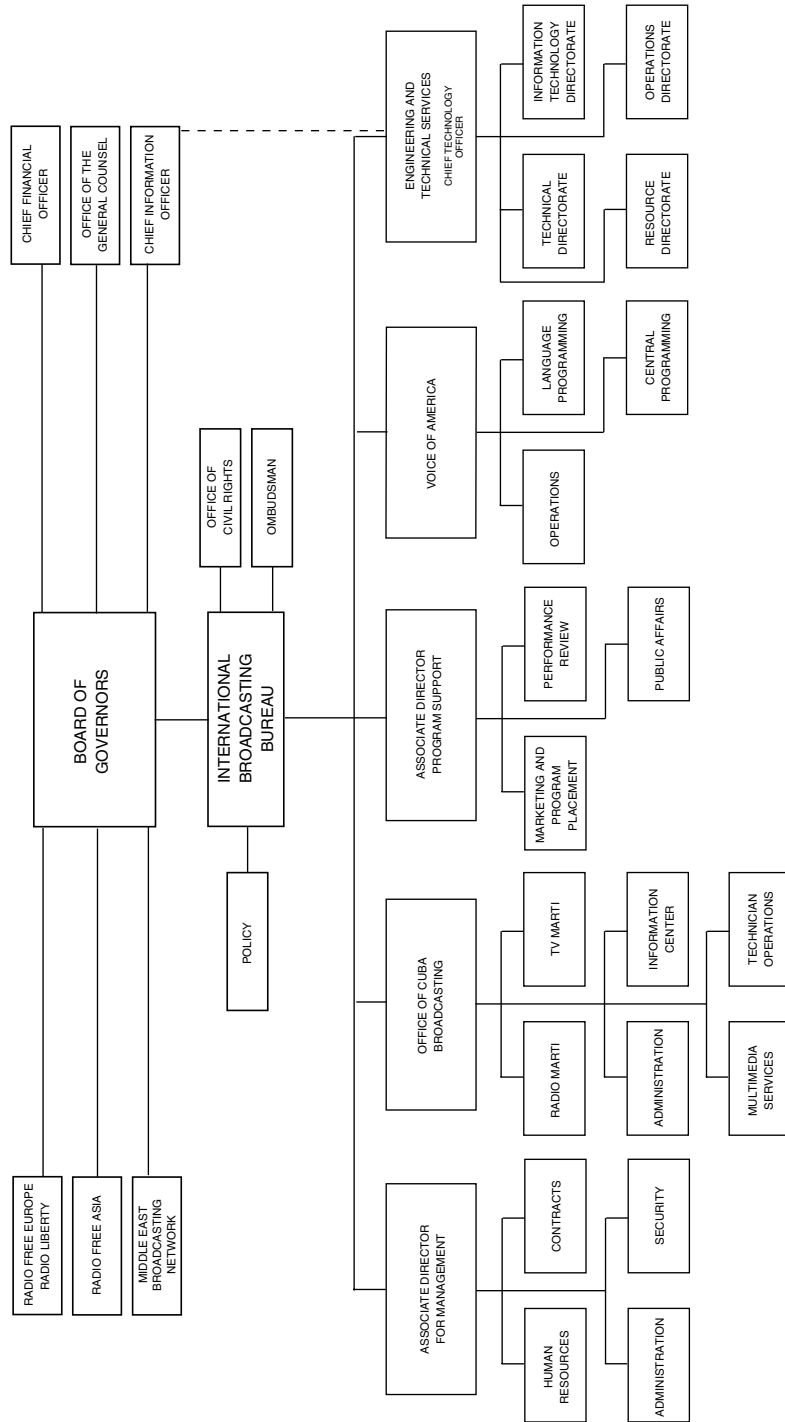 BOARD OF
GOVERNORS
RADIO FREE EUROPE
RADIO LIBERTY
RADIO FREE ASIA
MIDDLE EAST
BROADCASTING
NETWORK
CHIEF FINANCIAL
OFFICER
OFFICE OF THE
GENERAL COUNSEL
CHIEF INFORMATION
OFFICER
INTERNATIONAL
BROADCASTING
BUREAU
POLICY
OFFICE OF
CIVIL RIGHTS
OMBUDSMAN
ASSOCIATE DIRECTOR
FOR MANAGEMENT
HUMAN
RESOURCES
CONTRACTS
ADMINISTRATION
SECURITY
OFFICE OF CUBA
BROADCASTING
RADIO MARTI
TV MARTI
ADMINISTRATION
INFORMATION
CENTER
MULTIMEDIA
SERVICES
TECHNICIAN
OPERATIONS
ASSOCIATE DIRECTOR
PROGRAM SUPPORT
MARKETING AND
PROGRAM
PLACEMENT
PERFORMANCE
REVIEW
PUBLIC AFFAIRS
VOICE OF AMERICA
OPERATIONS
LANGUAGE
PROGRAMMING
CENTRAL
PROGRAMMING
ENGINEERING AND
TECHNICAL SERVICES
CHIEF TECHNOLOGY
OFFICER
TECHNICAL
DIRECTORATE
INFORMATION
TECHNOLOGY
DIRECTORATE
RESOURCE
DIRECTORATE
OPERATIONS
DIRECTORATE